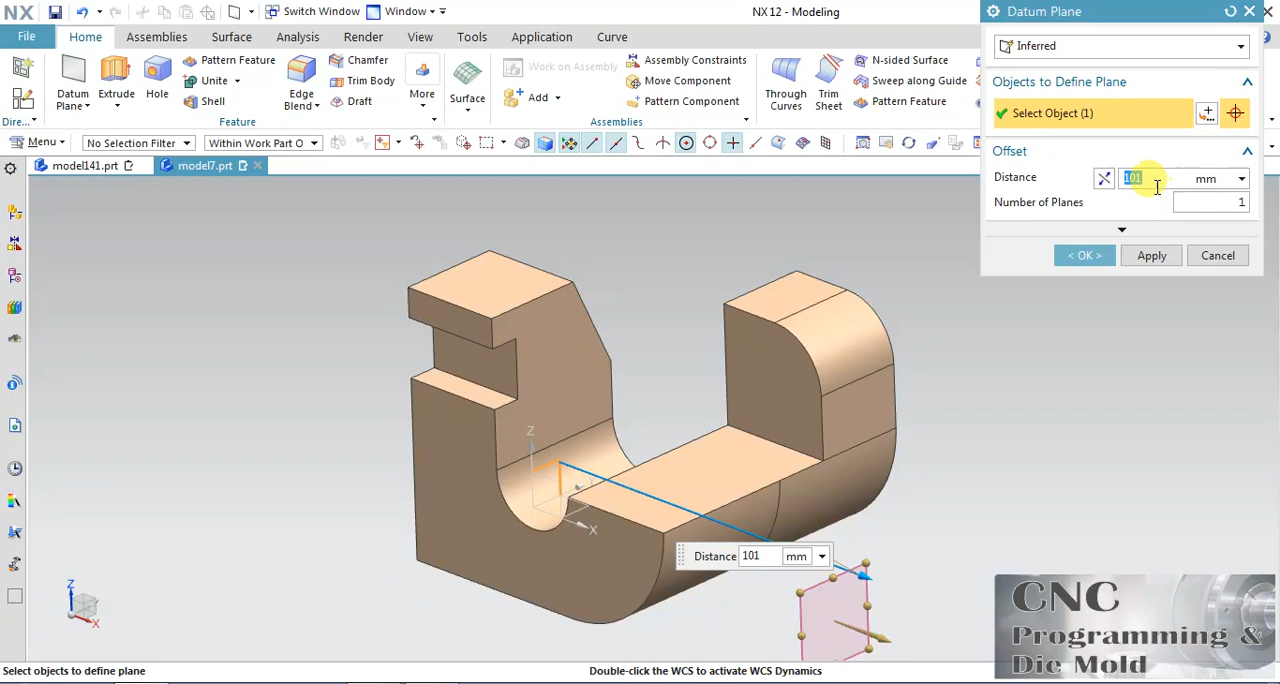 NX Switch Window Window NX 12 - Modeling
Datum Plane
File Home Assemblies Surface Analysis Render View Tools Application Curve
Inferred
Pattern Feature Chamfer Work on Assembly Assembly Constraints N-sided Surface
Unite Trim Body Move Component Sweep along Guide
Datum Plane Extrude Hole Shell Edge Blend Draft More Surface Add Pattern Component Through Curves Trim Sheet Pattern Feature
Dire... Feature Assemblies
Objects to Define Plane
Select Object (1)
Menu No Selection Filter Within Work Part O
Offset
model141.prt model7.prt
Distance 101 mm
Number of Planes 1
< OK > Apply Cancel
Z
Y
X
Distance 101 mm
Z
X
CNC
Programming &
Die Mold
Select objects to define plane Double-click the WCS to activate WCS Dynamics